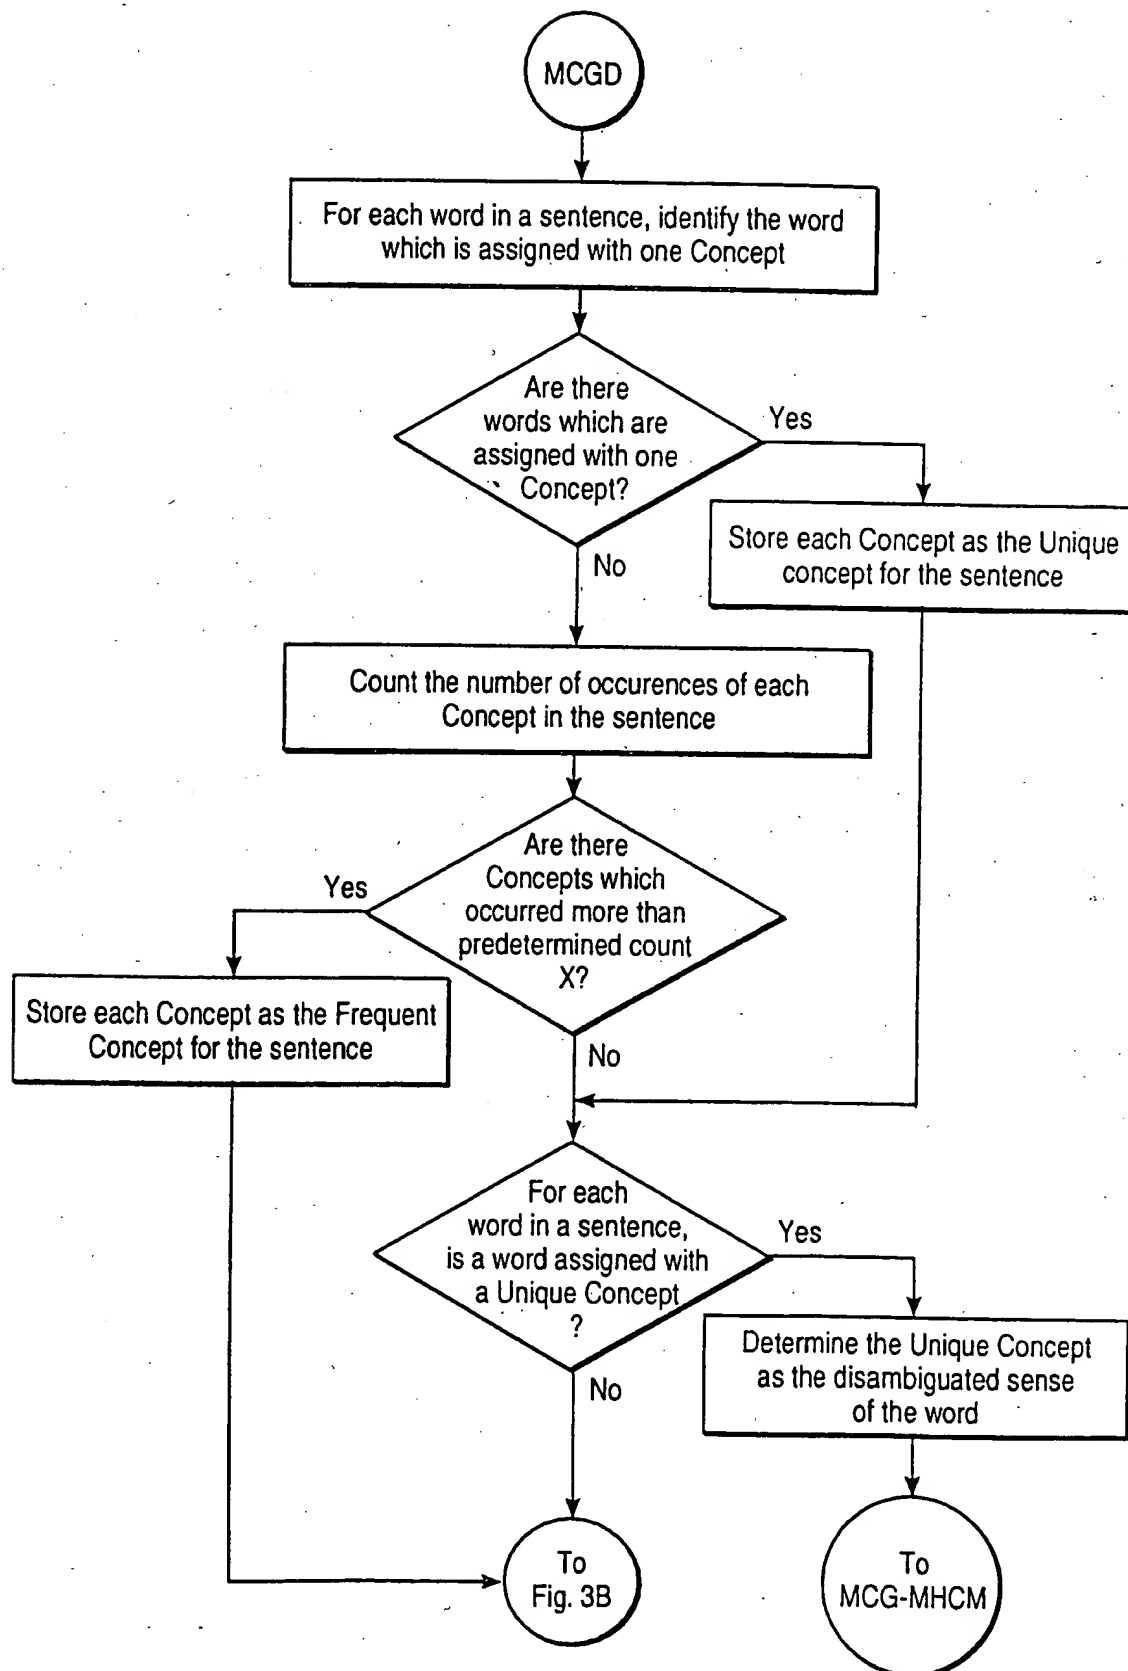 MCGD
For each word in a sentence, identify the word
which is assigned with one Concept
Are there
words which are
assigned with one
Concept?
Yes
No
Store each Concept as the Unique
concept for the sentence
Count the number of occurences of each
Concept in the sentence
Are there
Concepts which
occurred more than
predetermined count
X?
Yes
No
Store each Concept as the Frequent
Concept for the sentence
For each
word in a sentence,
is a word assigned with
a Unique Concept
?
Yes
No
Determine the Unique Concept
as the disambiguated sense
of the word
To
Fig. 3B
To
MCG-MHCM